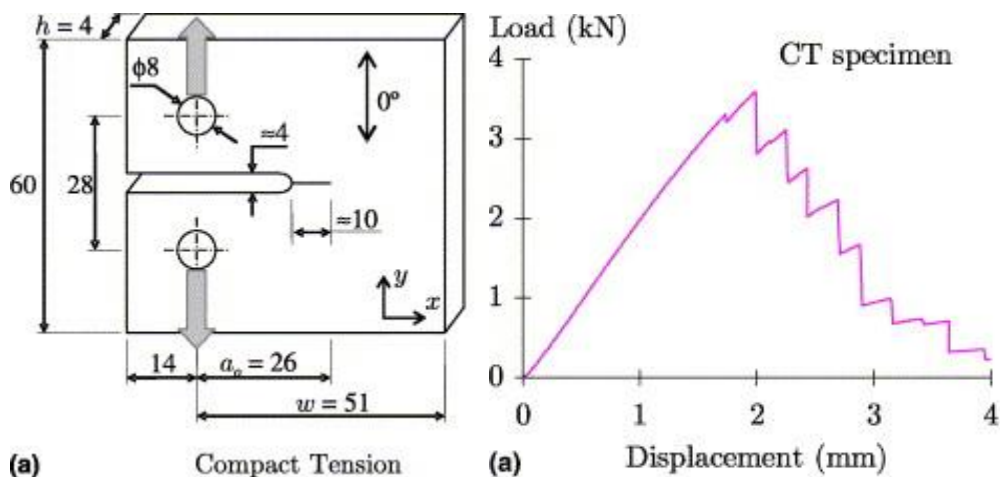 h = 4
ϕ8
0°
≈4
60
28
≈10
y
x
14
aₒ = 26
w = 51
(a)
Compact Tension
Load (kN)
CT specimen
4
3
2
1
0
0
1
2
3
4
(a)
Displacement (mm)